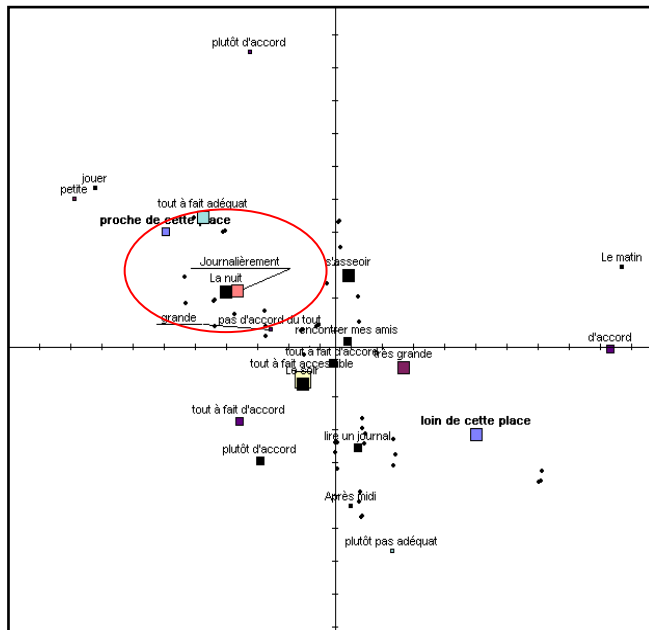 plutôt d'accord
jouer
petite
tout à fait adéquat
proche de cette place
Journalièrement
s'asseoir
Le matin
La nuit
grande
pas d'accord du tout
rencontrer mes amis
d'accord
tout à fait d'accord
tout à fait accessible
très grande
Le soir
tout à fait d'accord
loin de cette place
lire un journal
plutôt d'accord
Après midi
plutôt pas adéquat